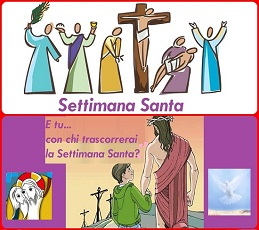 Settimana Santa
E tu...
con chi trascorrerai
la Settimana Santa?